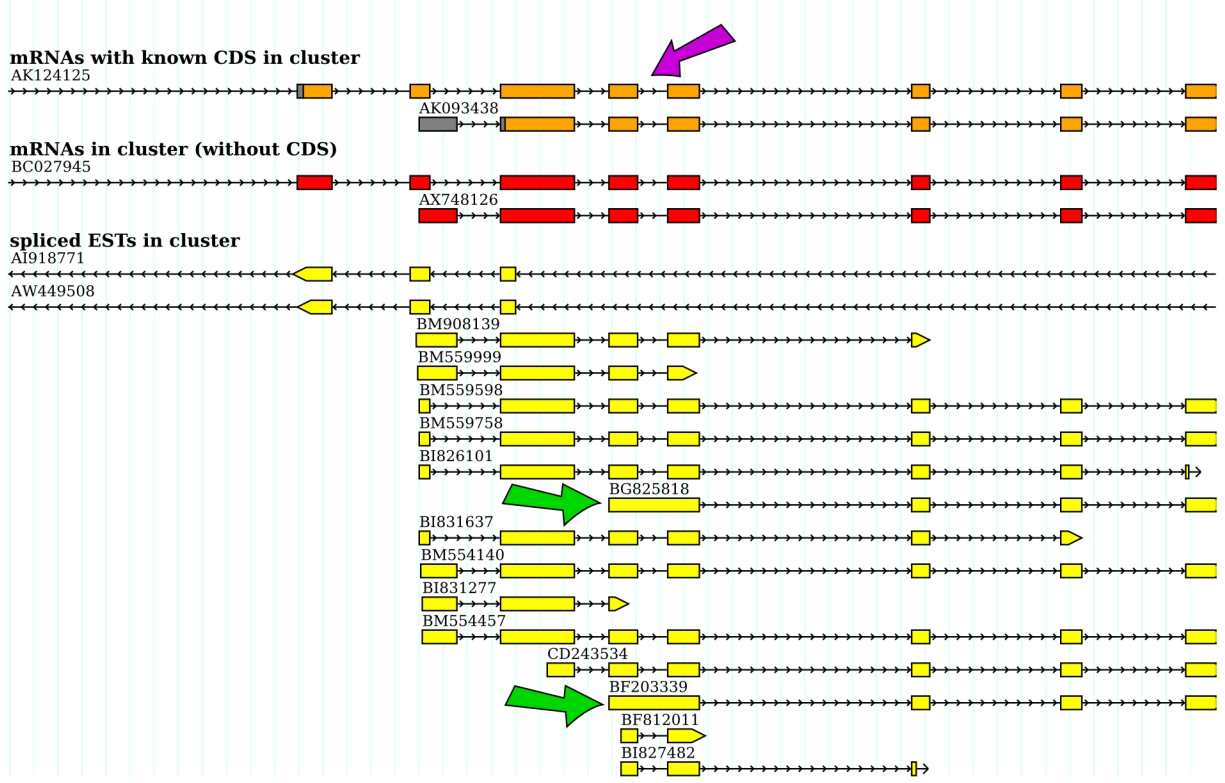 mRNAs with known CDS in cluster
AK124125
AK093438
mRNAs in cluster (without CDS)
BC027945
AX748126
spliced ESTs in cluster
AI918771
AW449508
BM908139
BM559999
BM559598
BM559758
BI826101
BG825818
BI831637
BM554140
BI831277
BM554457
CD243534
BF203339
BF812011
BI827482